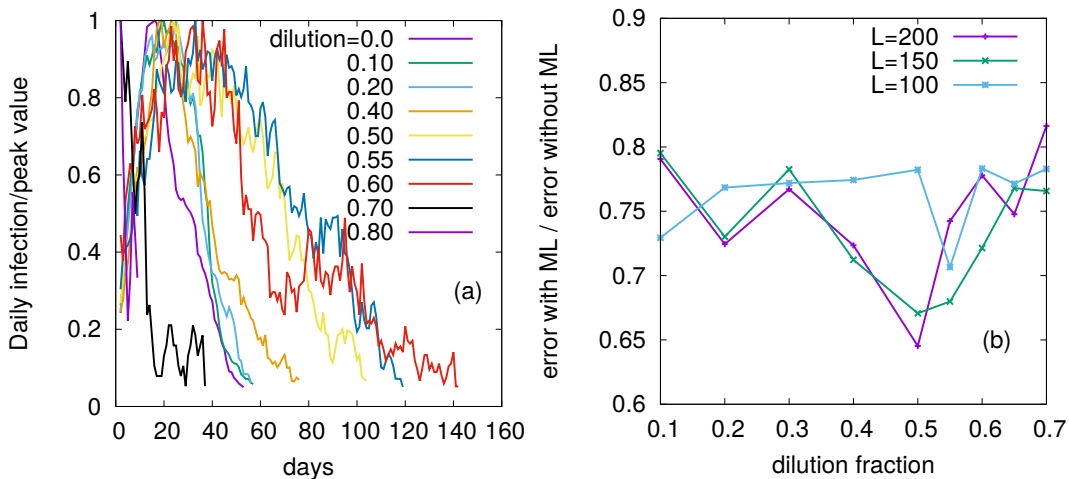 Daily infection/peak value
1
0.8
0.6
0.4
0.2
0
dilution=0.0
0.10
0.20
0.40
0.50
0.55
0.60
0.70
0.80
(a)
0 20 40 60 80 100 120 140 160
days
error with ML / error without ML
0.9
0.85
0.8
0.75
0.7
0.65
0.6
L=200
L=150
L=100
(b)
0.1 0.2 0.3 0.4 0.5 0.6 0.7
dilution fraction